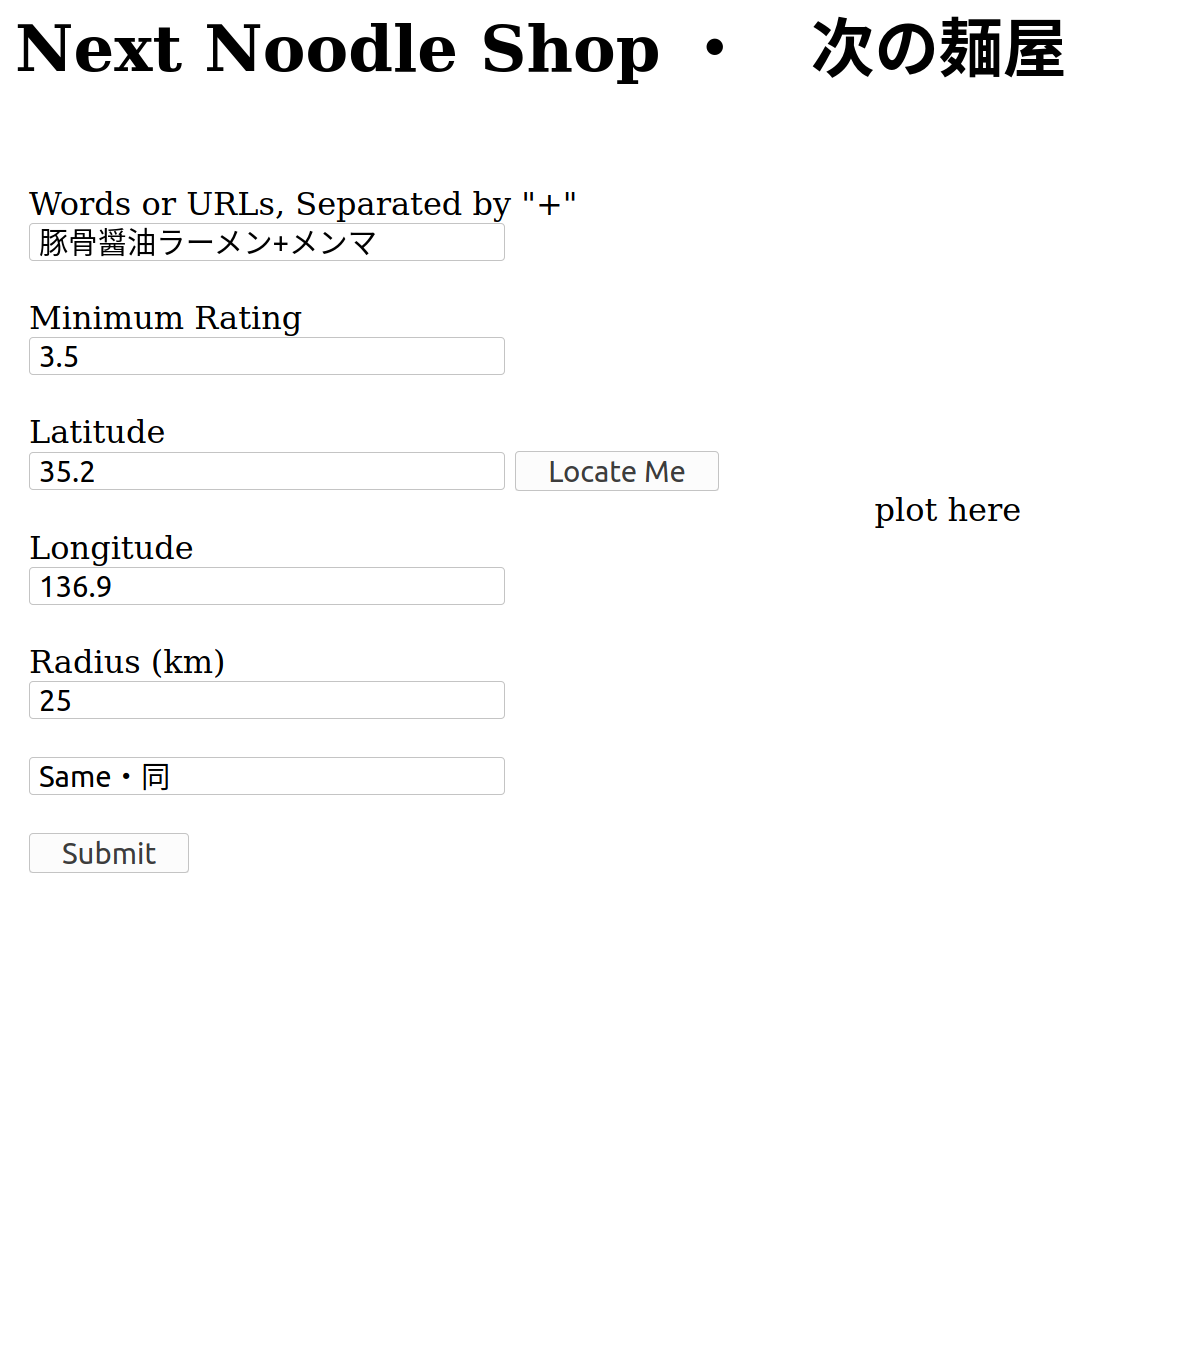 Next Noodle Shop ・　次の麺屋
Words or URLs, Separated by "+"
豚骨醤油ラーメン+メンマ
Minimum Rating
3.5
Latitude
35.2 Locate Me
plot here
Longitude
136.9
Radius (km)
25
Same・同
Submit